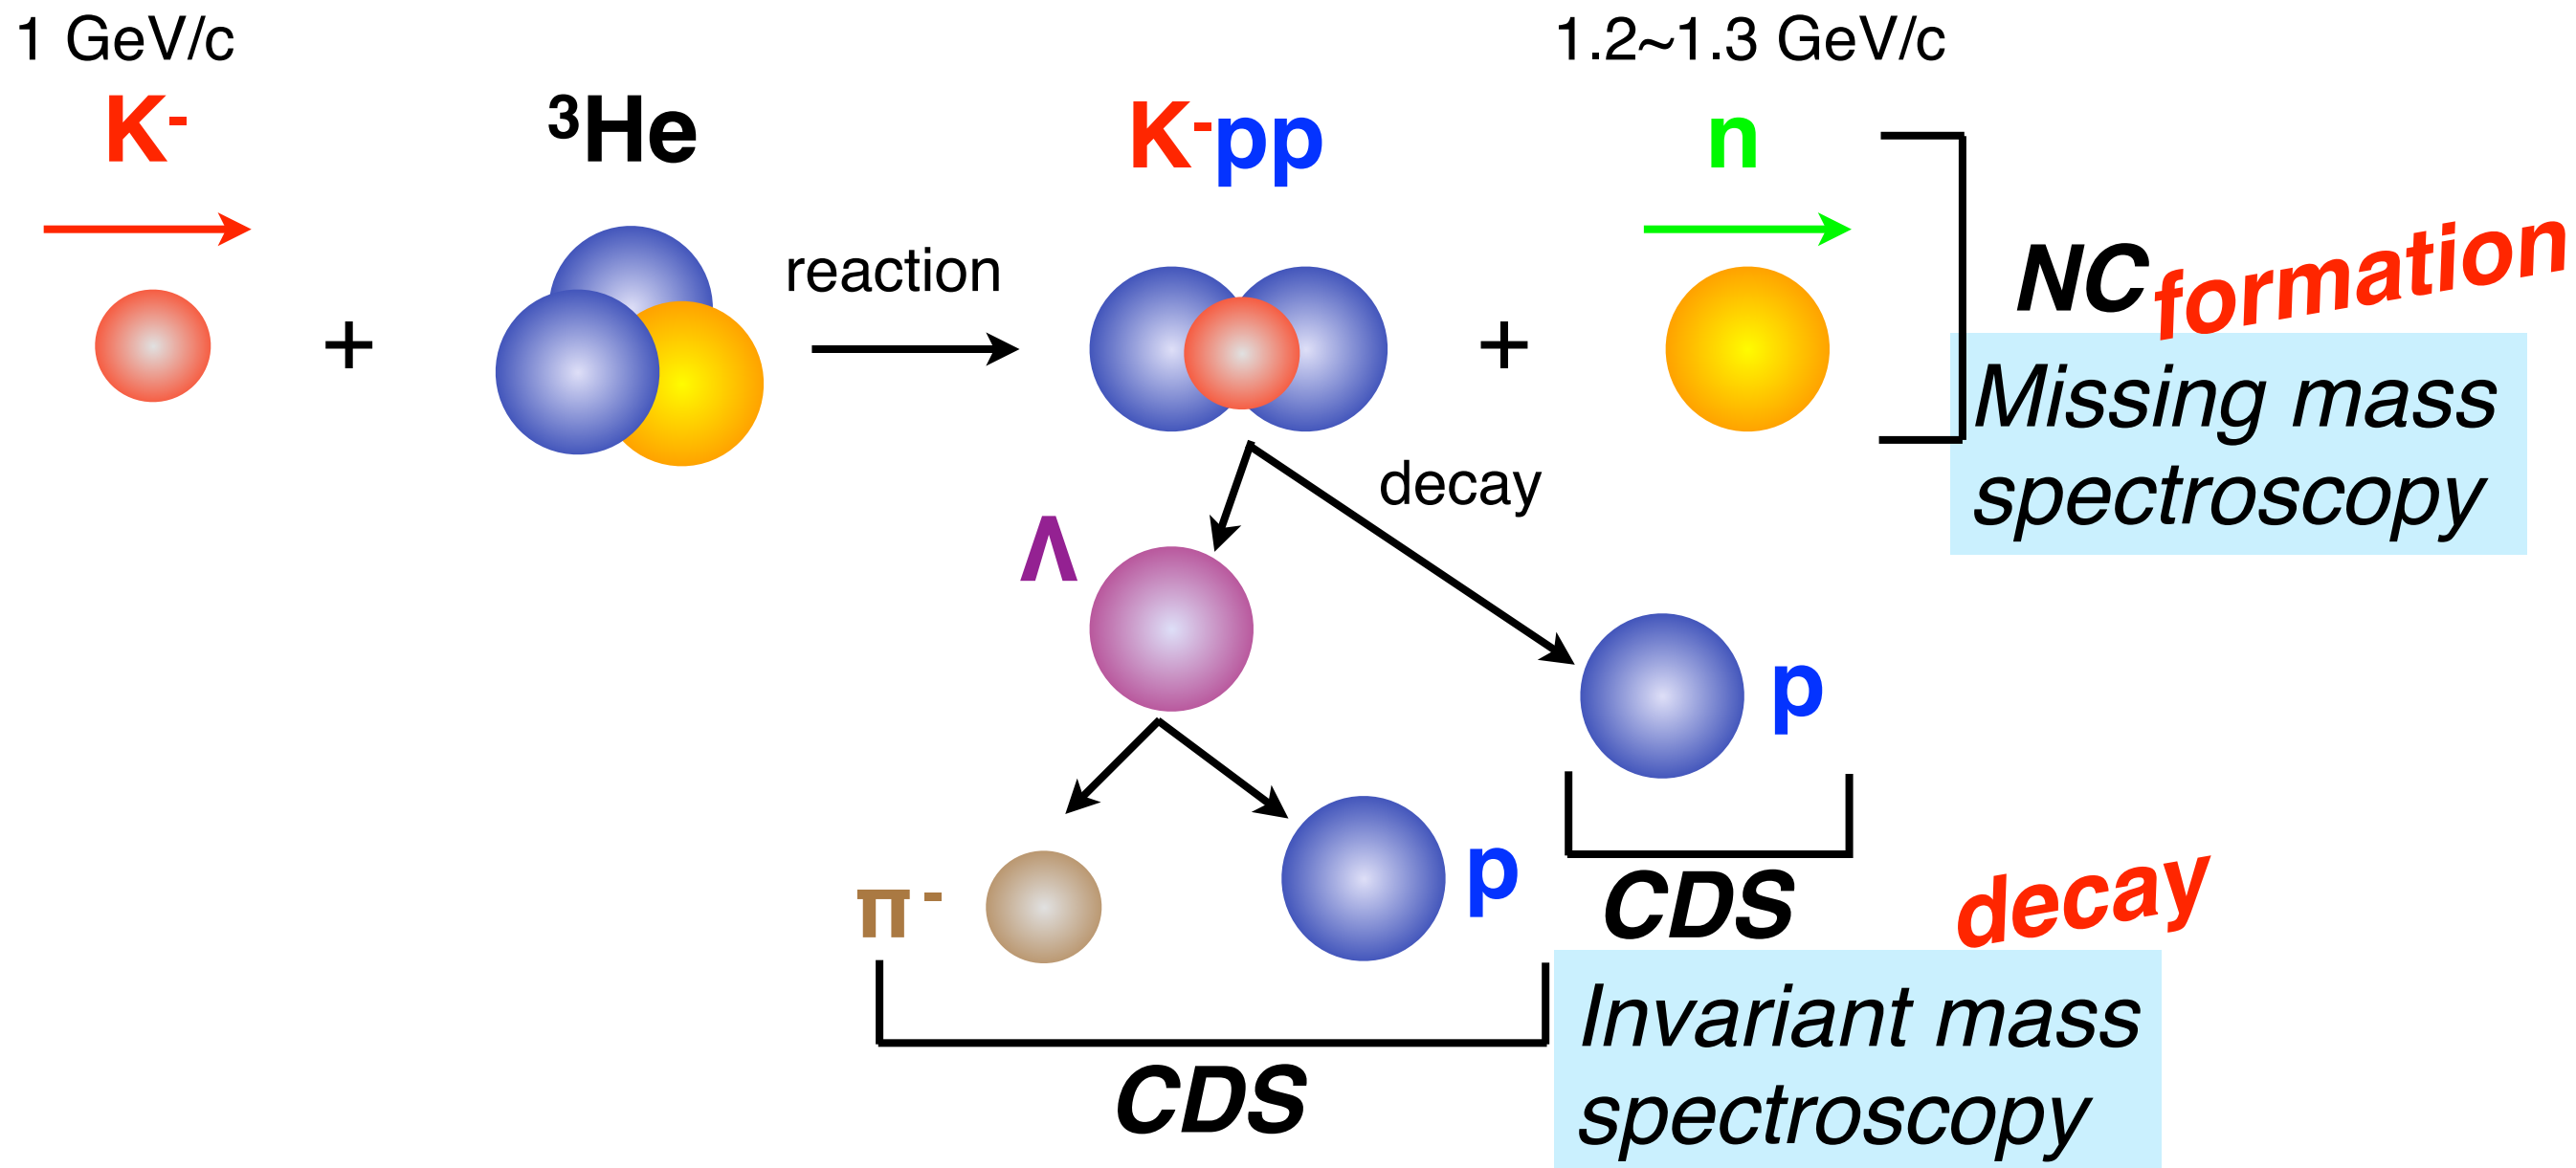 1 GeV/c
1.2~1.3 GeV/c
K-
³He
K-pp
n
reaction
NC
formation
Missing mass
spectroscopy
decay
Λ
p
π -
p
CDS
decay
Invariant mass
spectroscopy
CDS
+
+